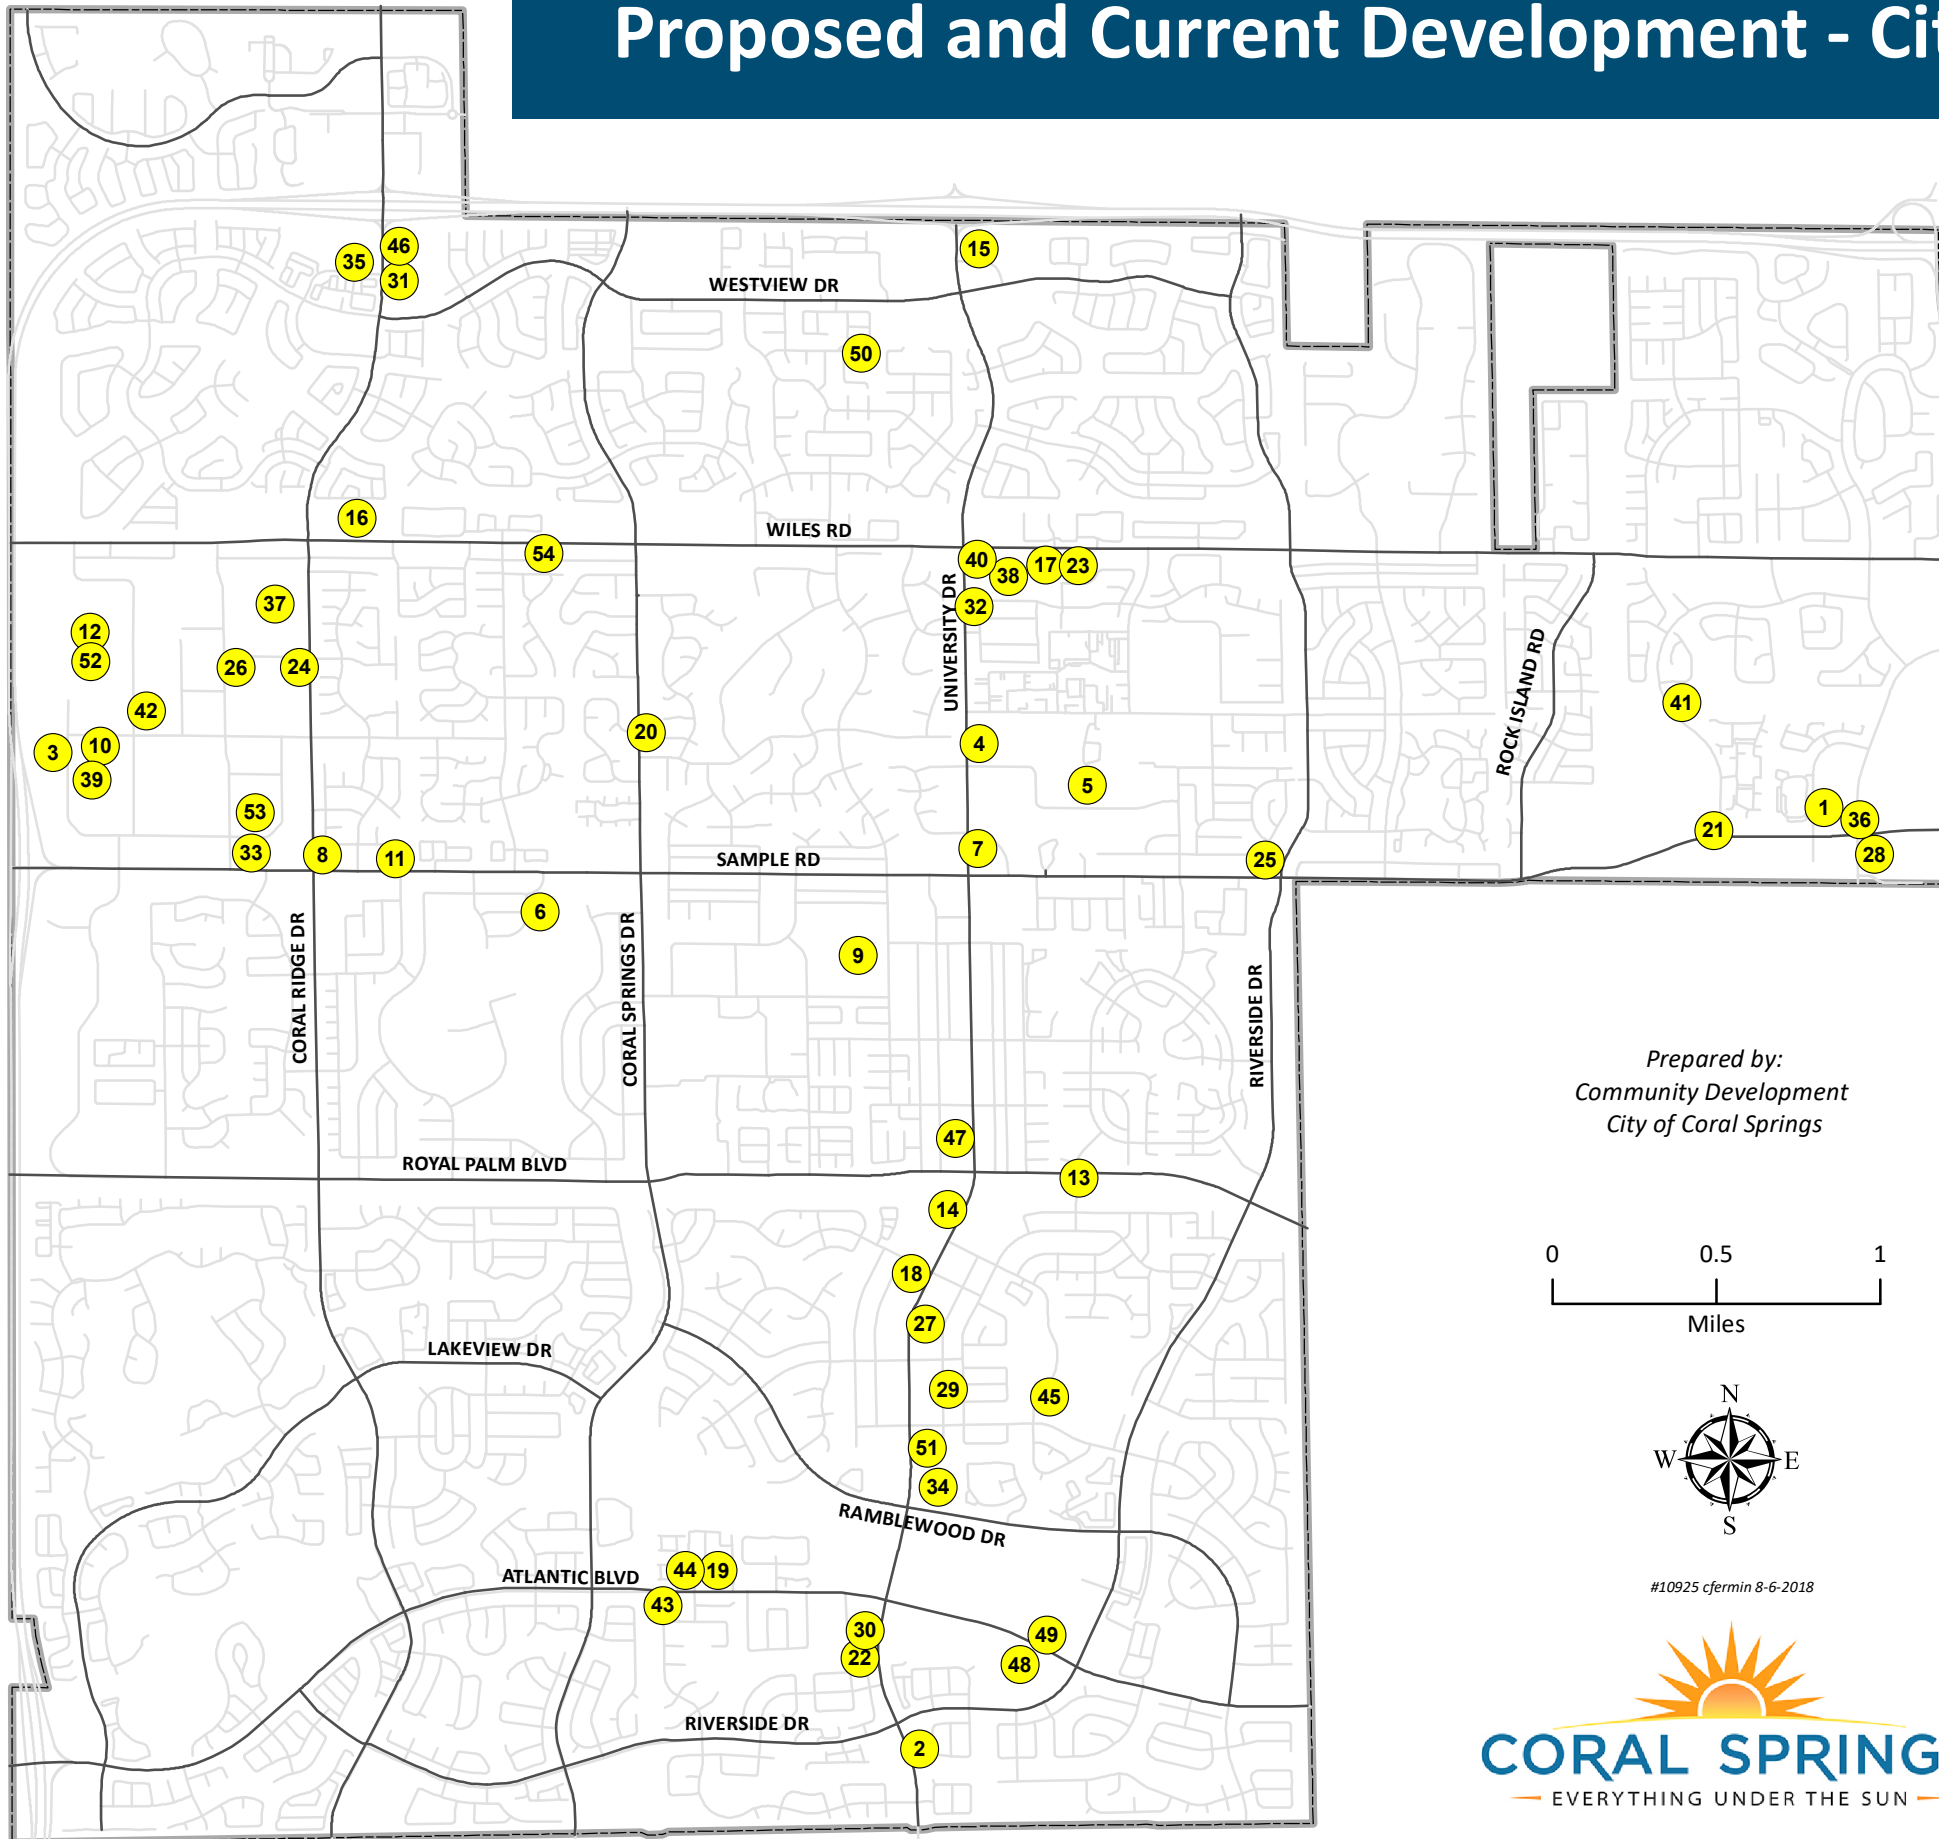 Proposed and Current Development - Cit
46
35
31
15
WESTVIEW DR
50
16
WILES RD
54
40
17
23
38
32
37
12
52
26
24
UNIVERSITY DR
ROCK ISLAND RD
41
42
20
3
10
4
39
5
53
1
36
21
33
8
11
SAMPLE RD
7
25
28
6
9
CORAL RIDGE DR
CORAL SPRINGS DR
RIVERSIDE DR
Prepared by:
Community Development
City of Coral Springs
47
ROYAL PALM BLVD
13
14
0 0.5 1
Miles
18
27
LAKEVIEW DR
29
45
N
W E
S
51
34
RAMBLEWOOD DR
44
19
ATLANTIC BLVD
43
#10925 cfermin 8-6-2018
30
49
22
48
RIVERSIDE DR
2
CORAL SPRING
EVERYTHING UNDER THE SUN